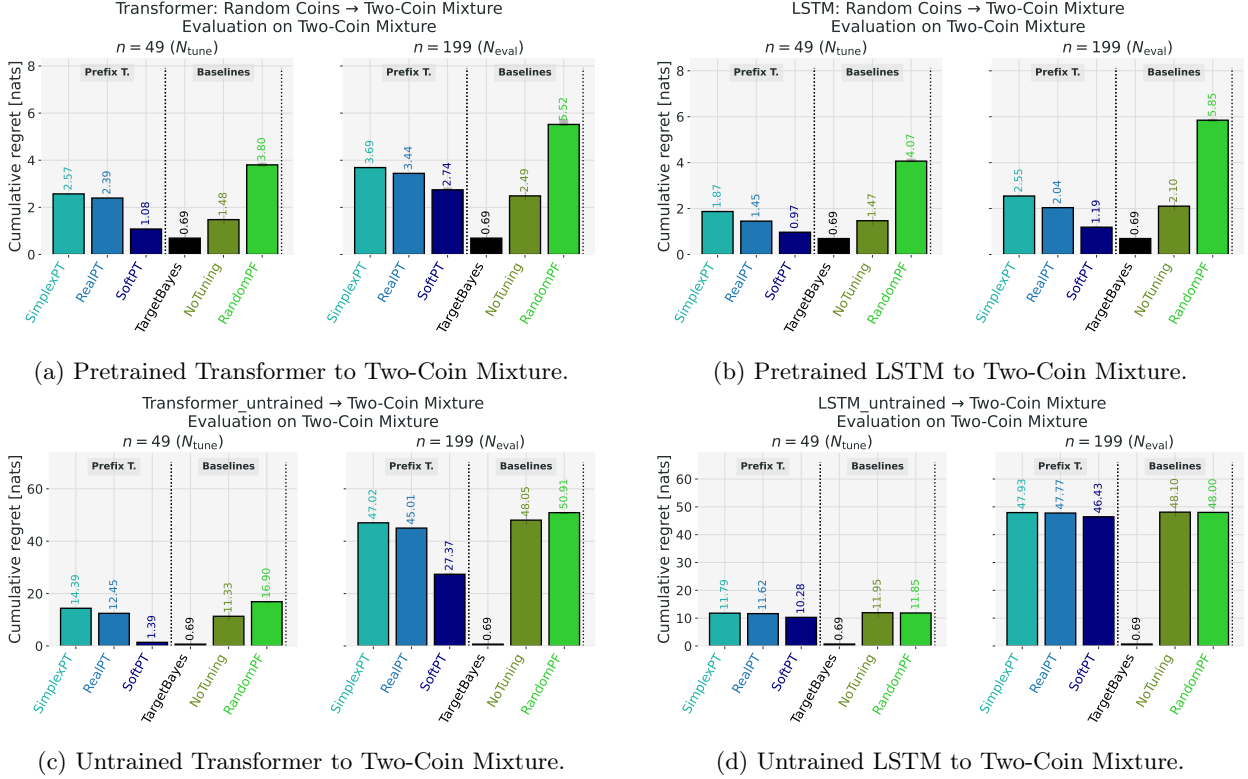 Transformer: Random Coins → Two-Coin Mixture
Evaluation on Two-Coin Mixture
n = 49 (N_tune)
n = 199 (N_eval)
Cumulative regret [nats]
8
6
4
2
0
Prefix T.
Baselines
2.57
2.39
1.08
0.69
1.48
3.80
SimplexPT
RealPT
SoftPT
TargetBayes
NoTuning
RandomPF
Prefix T.
Baselines
3.69
3.44
2.74
0.69
2.49
5.52
SimplexPT
RealPT
SoftPT
TargetBayes
NoTuning
RandomPF
(a) Pretrained Transformer to Two-Coin Mixture.
LSTM: Random Coins → Two-Coin Mixture
Evaluation on Two-Coin Mixture
n = 49 (N_tune)
n = 199 (N_eval)
Cumulative regret [nats]
8
6
4
2
0
Prefix T.
Baselines
1.87
1.45
0.97
0.69
1.47
4.07
SimplexPT
RealPT
SoftPT
TargetBayes
NoTuning
RandomPF
Prefix T.
Baselines
2.55
2.04
1.19
0.69
2.10
5.85
SimplexPT
RealPT
SoftPT
TargetBayes
NoTuning
RandomPF
(b) Pretrained LSTM to Two-Coin Mixture.
Transformer_untrained → Two-Coin Mixture
Evaluation on Two-Coin Mixture
n = 49 (N_tune)
n = 199 (N_eval)
Cumulative regret [nats]
60
40
20
0
Prefix T.
Baselines
14.39
12.45
1.39
0.69
11.33
16.90
SimplexPT
RealPT
SoftPT
TargetBayes
NoTuning
RandomPF
Prefix T.
Baselines
47.02
45.01
27.37
0.69
48.05
50.91
SimplexPT
RealPT
SoftPT
TargetBayes
NoTuning
RandomPF
(c) Untrained Transformer to Two-Coin Mixture.
LSTM_untrained → Two-Coin Mixture
Evaluation on Two-Coin Mixture
n = 49 (N_tune)
n = 199 (N_eval)
Cumulative regret [nats]
60
50
40
30
20
10
0
Prefix T.
Baselines
11.79
11.62
10.28
0.69
11.95
11.85
SimplexPT
RealPT
SoftPT
TargetBayes
NoTuning
RandomPF
Prefix T.
Baselines
47.93
47.77
46.43
0.69
48.10
48.00
SimplexPT
RealPT
SoftPT
TargetBayes
NoTuning
RandomPF
(d) Untrained LSTM to Two-Coin Mixture.